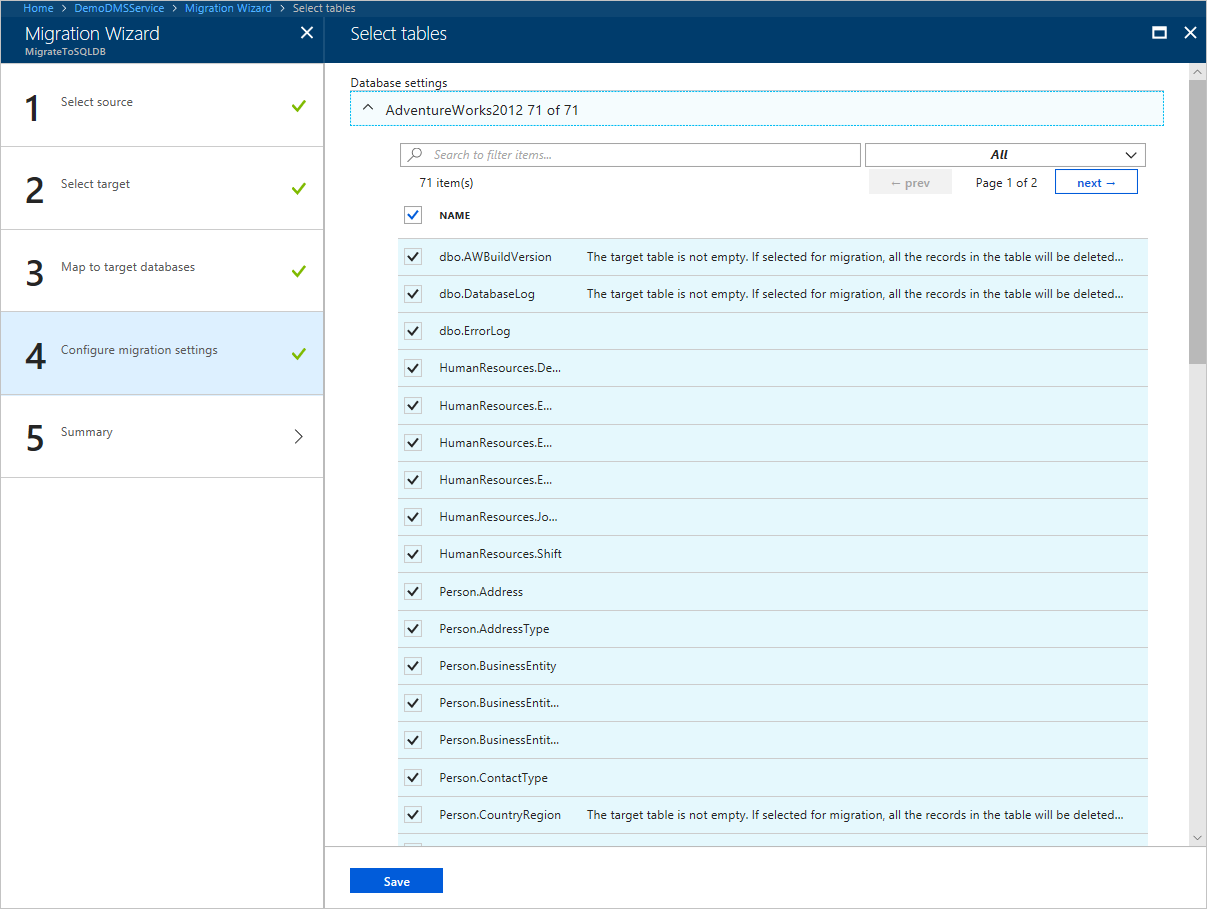 Home > DemoDMSService > Migration Wizard > Select tables
Migration Wizard
MigrateToSQLDB
Select tables
1 Select source
2 Select target
3 Map to target databases
4 Configure migration settings
5 Summary
Database settings
AdventureWorks2012 71 of 71
Search to filter items...
All
71 item(s)
← prev
Page 1 of 2
next →
NAME
dbo.AWBuildVersion The target table is not empty. If selected for migration, all the records in the table will be deleted...
dbo.DatabaseLog The target table is not empty. If selected for migration, all the records in the table will be deleted...
dbo.ErrorLog
HumanResources.De...
HumanResources.E...
HumanResources.E...
HumanResources.E...
HumanResources.Jo...
HumanResources.Shift
Person.Address
Person.AddressType
Person.BusinessEntity
Person.BusinessEntit...
Person.BusinessEntit...
Person.ContactType
Person.CountryRegion The target table is not empty. If selected for migration, all the records in the table will be deleted...
Save